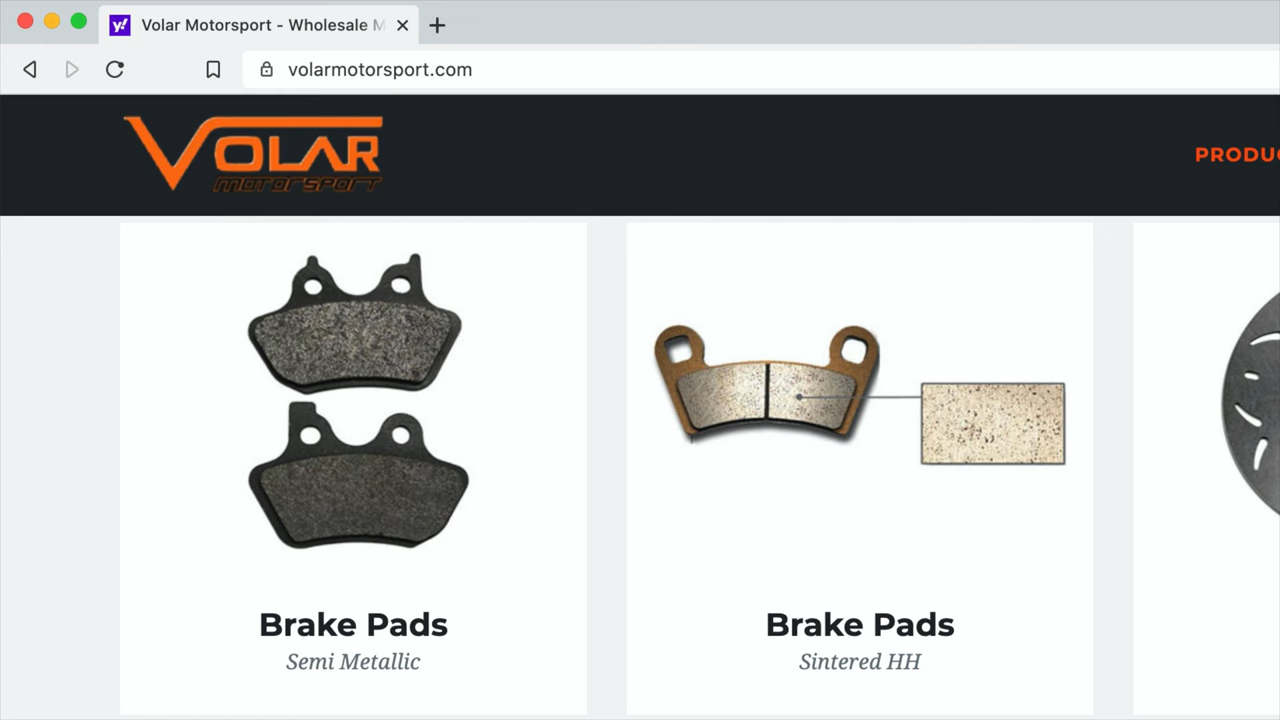 y!
Volar Motorsport - Wholesale M
volarmotorsport.com
VOLAR
MOTORSPORT
PRODUC
Brake Pads
Semi Metallic
Brake Pads
Sintered HH